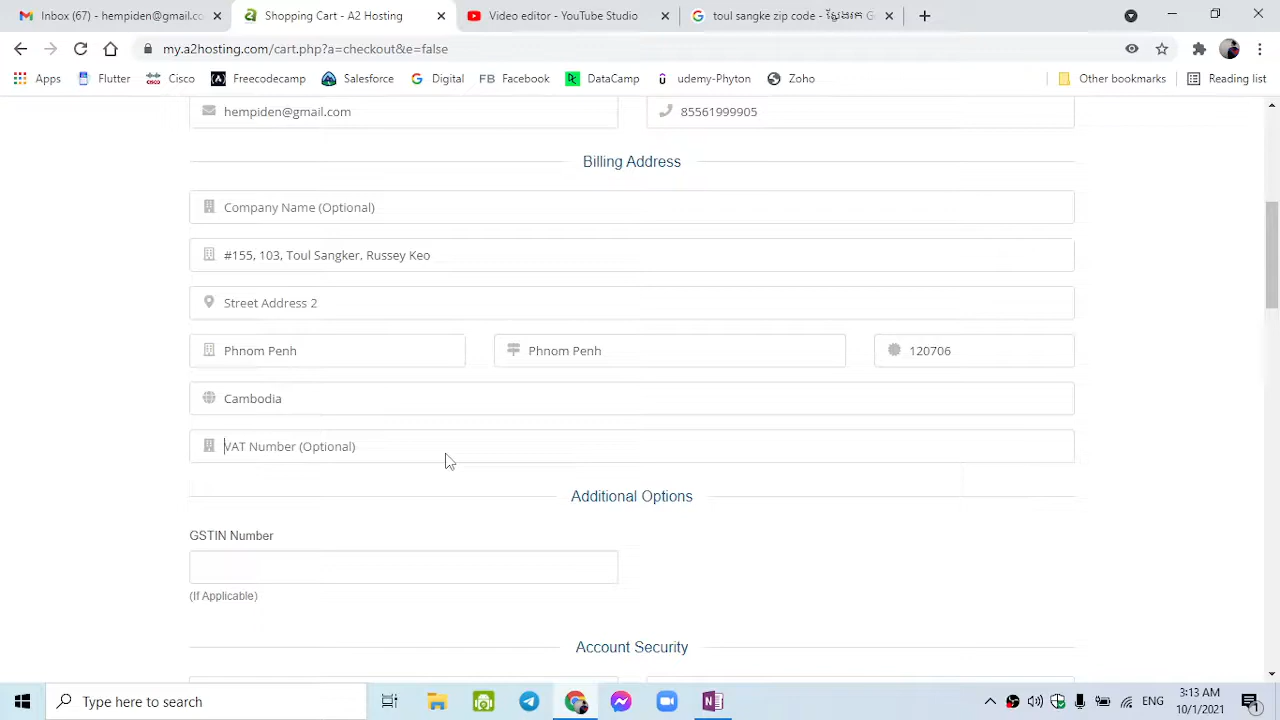 Inbox (67) - hempiden@gmail.co
Shopping Cart - A2 Hosting
Video editor - YouTube Studio
toul sangke zip code -
my.a2hosting.com/cart.php?a=checkout&e=false
Apps
Flutter
Cisco
Freecodecamp
Salesforce
Digital
FB Facebook
DataCamp
udemy-Phyton
Zoho
Other bookmarks
Reading list
hempiden@gmail.com
85561999905
Billing Address
Company Name (Optional)
#155, 103, Toul Sangker, Russey Keo
Street Address 2
Phnom Penh
Phnom Penh
120706
Cambodia
VAT Number (Optional)
Additional Options
GSTIN Number
(If Applicable)
Account Security
Type here to search
ENG
3:13 AM
10/1/2021